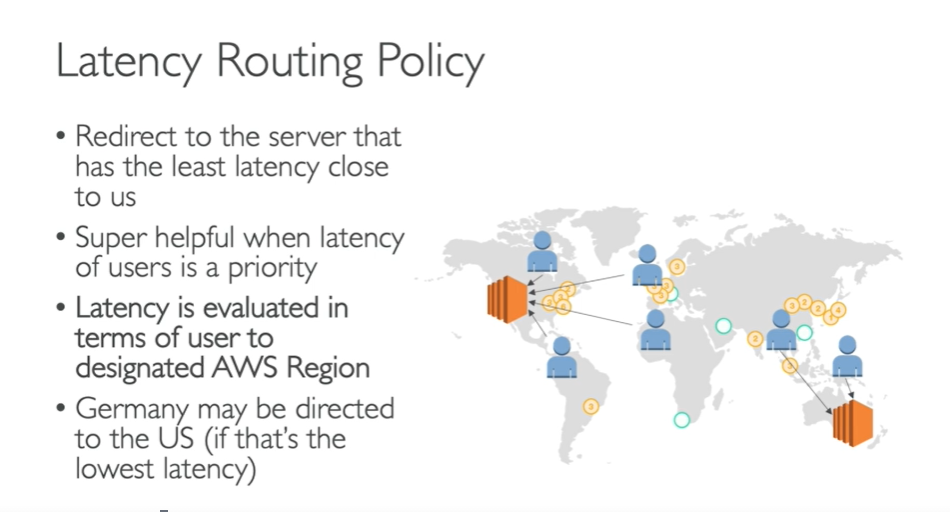 Latency Routing Policy
• Redirect to the server that
has the least latency close
to us
• Super helpful when latency
of users is a priority
• Latency is evaluated in
terms of user to
designated AWS Region
• Germany may be directed
to the US (if that's the
lowest latency)